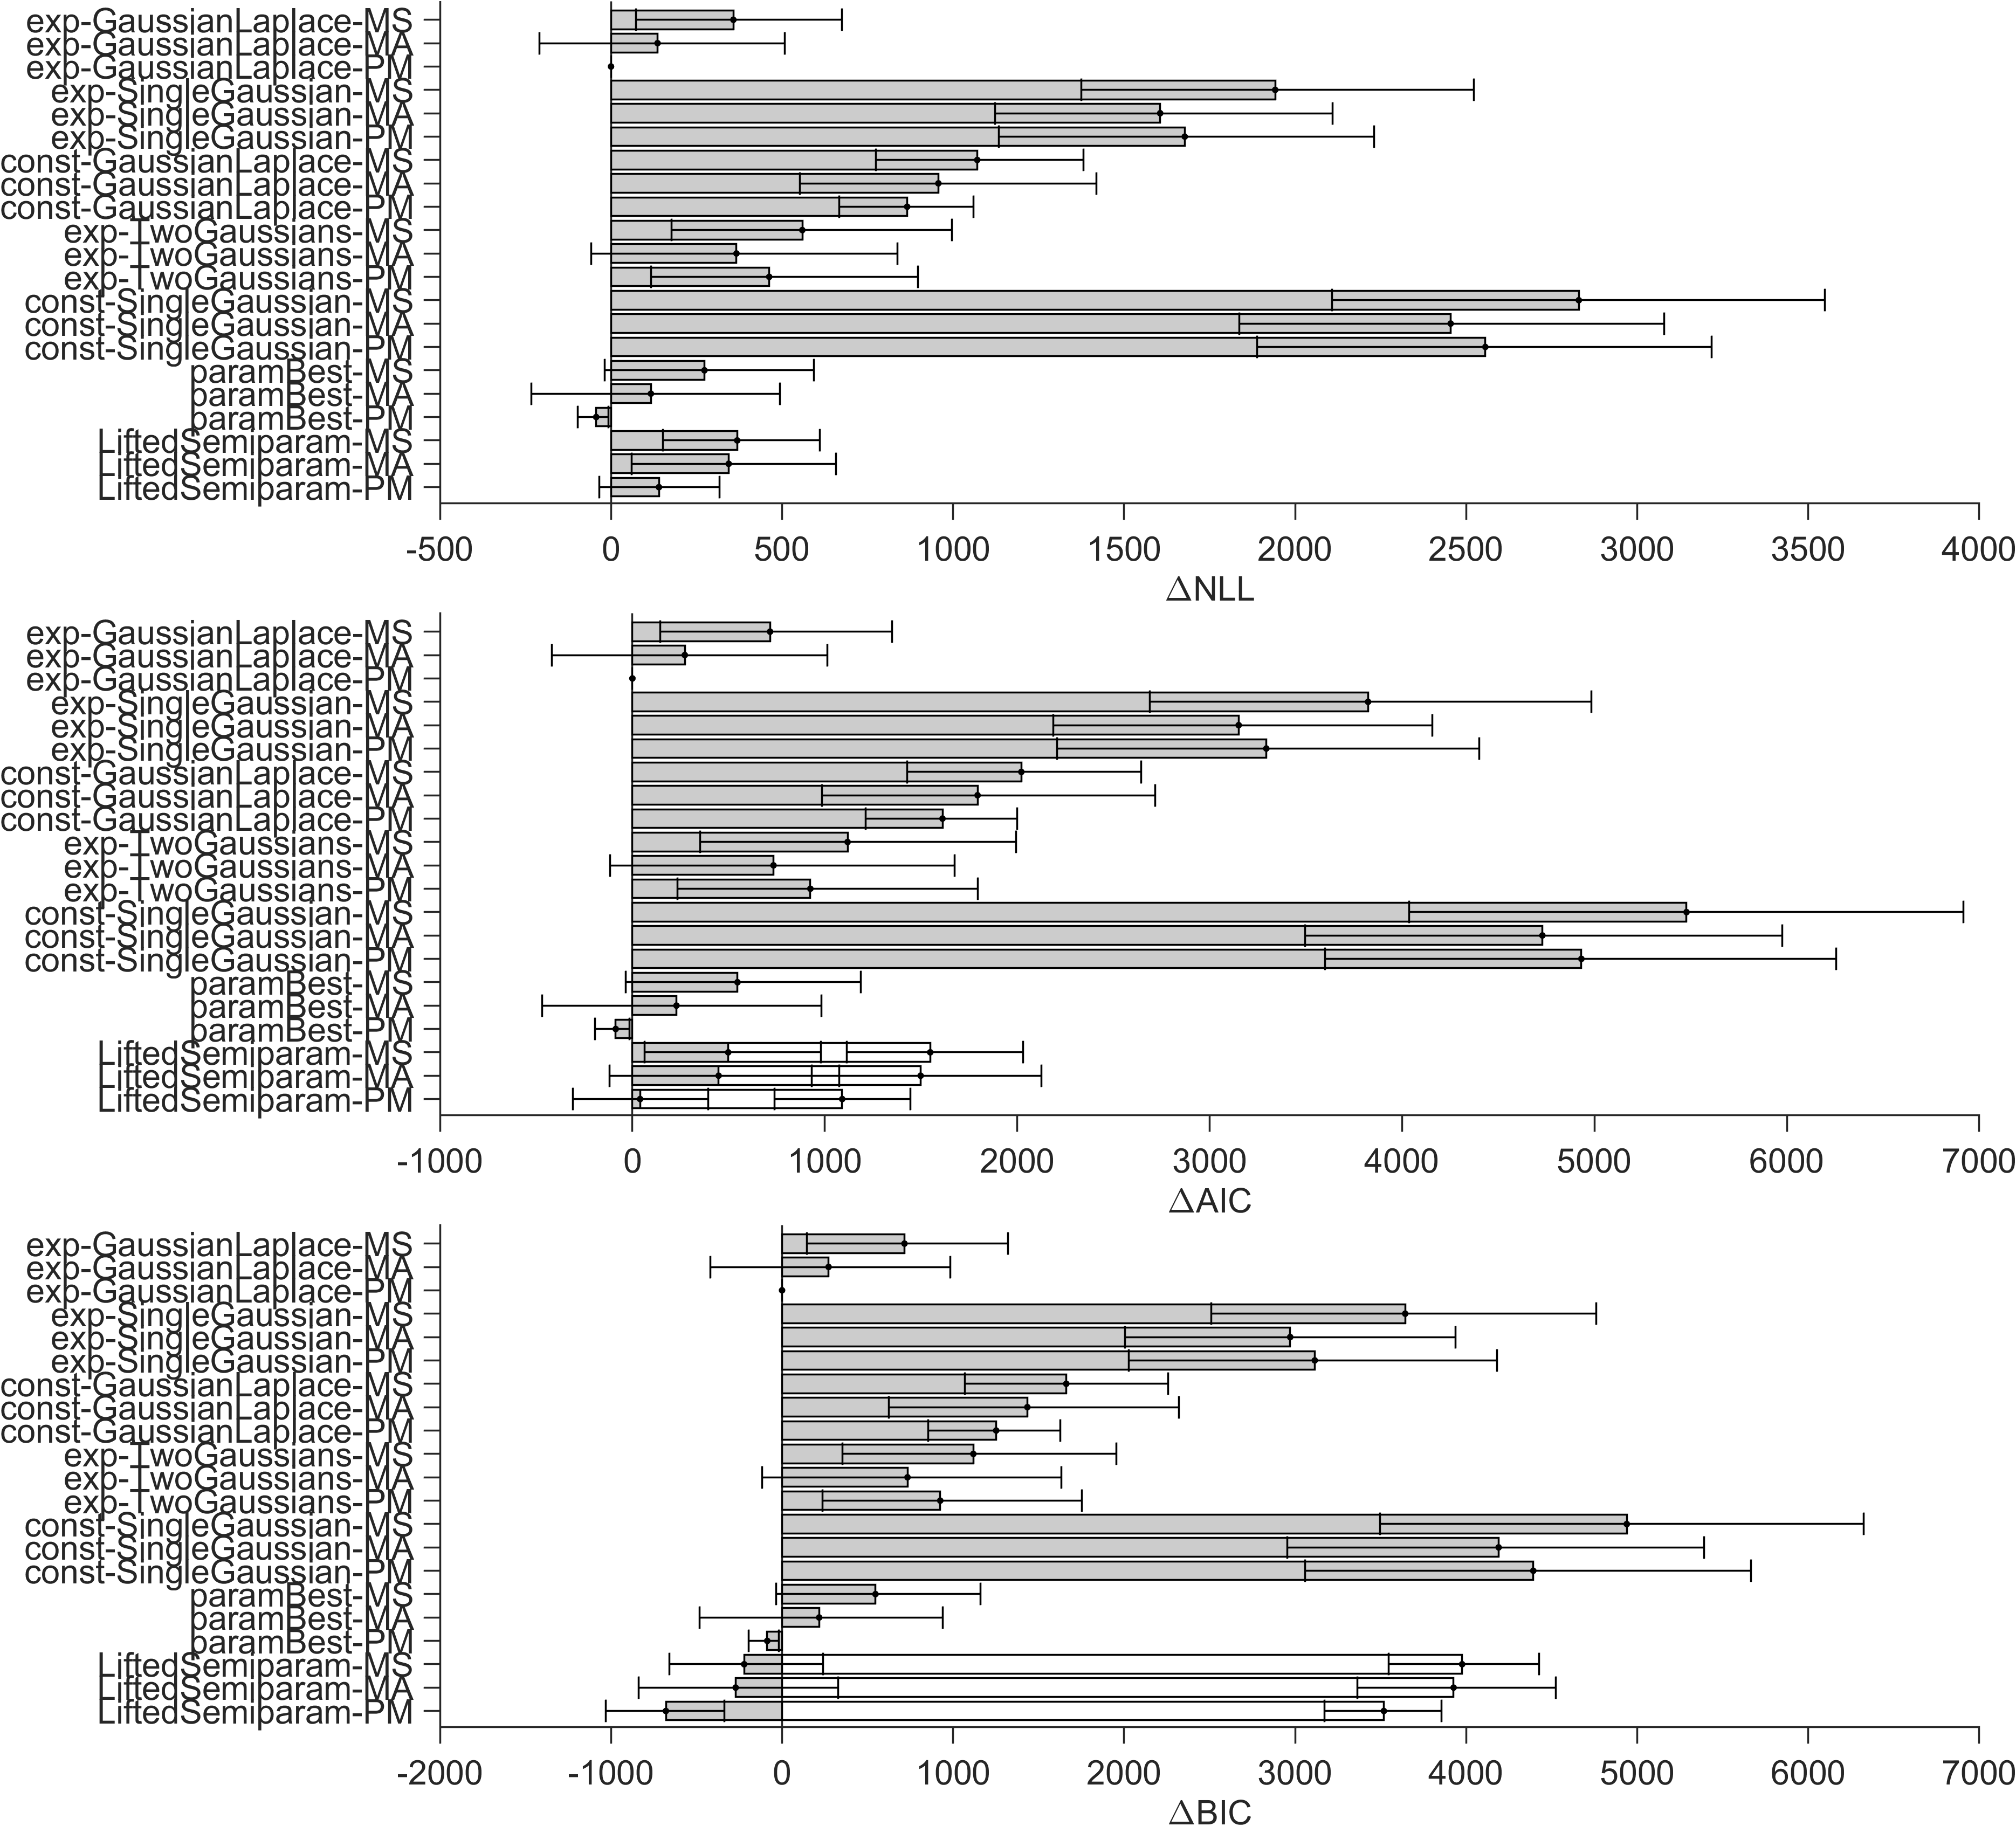 exp-GaussianLaplace-MS
exp-GaussianLaplace-MA
exp-GaussianLaplace-PM
exp-SingleGaussian-MS
exp-SingleGaussian-MA
exp-SingleGaussian-PM
const-GaussianLaplace-MS
const-GaussianLaplace-MA
const-GaussianLaplace-PM
exp-TwoGaussians-MS
exp-TwoGaussians-MA
exp-TwoGaussians-PM
const-SingleGaussian-MS
const-SingleGaussian-MA
const-SingleGaussian-PM
paramBest-MS
paramBest-MA
paramBest-PM
LiftedSemiparam-MS
LiftedSemiparam-MA
LiftedSemiparam-PM
-500 0 500 1000 1500 2000 2500 3000 3500 4000
ΔNLL
exp-GaussianLaplace-MS
exp-GaussianLaplace-MA
exp-GaussianLaplace-PM
exp-SingleGaussian-MS
exp-SingleGaussian-MA
exp-SingleGaussian-PM
const-GaussianLaplace-MS
const-GaussianLaplace-MA
const-GaussianLaplace-PM
exp-TwoGaussians-MS
exp-TwoGaussians-MA
exp-TwoGaussians-PM
const-SingleGaussian-MS
const-SingleGaussian-MA
const-SingleGaussian-PM
paramBest-MS
paramBest-MA
paramBest-PM
LiftedSemiparam-MS
LiftedSemiparam-MA
LiftedSemiparam-PM
-1000 0 1000 2000 3000 4000 5000 6000 7000
ΔAIC
exp-GaussianLaplace-MS
exp-GaussianLaplace-MA
exp-GaussianLaplace-PM
exp-SingleGaussian-MS
exp-SingleGaussian-MA
exp-SingleGaussian-PM
const-GaussianLaplace-MS
const-GaussianLaplace-MA
const-GaussianLaplace-PM
exp-TwoGaussians-MS
exp-TwoGaussians-MA
exp-TwoGaussians-PM
const-SingleGaussian-MS
const-SingleGaussian-MA
const-SingleGaussian-PM
paramBest-MS
paramBest-MA
paramBest-PM
LiftedSemiparam-MS
LiftedSemiparam-MA
LiftedSemiparam-PM
-2000 -1000 0 1000 2000 3000 4000 5000 6000 7000
ΔBIC